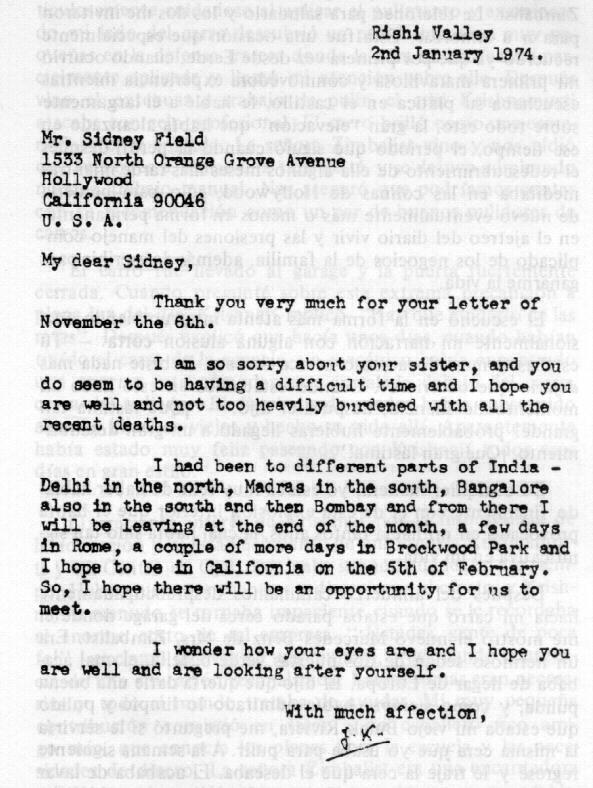 Rishi Valley
2nd January 1974.
Mr. Sidney Field
1533 North Orange Grove Avenue
Hollywood
California 90046
U. S. A.
My dear Sidney,
Thank you very much for your letter of
November the 6th.
I am so sorry about your sister, and you
do seem to be having a difficult time and I hope you
are well and not too heavily burdened with all the
recent deaths.
I had been to different parts of India -
Delhi in the north, Madras in the south, Bangalore
also in the south and then Bombay and from there I
will be leaving at the end of the month, a few days
in Rome, a couple of more days in Brockwood Park and
I hope to be in California on the 5th of February.
So, I hope there will be an opportunity for us to
meet.
I wonder how your eyes are and I hope you
are well and are looking after yourself.
With much affection,
J. K.